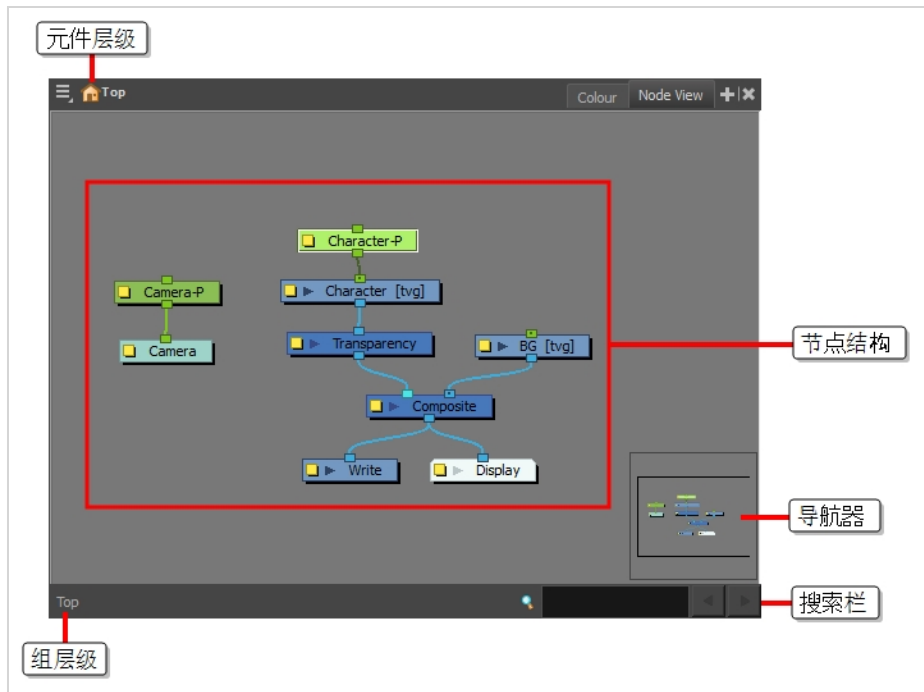 元件层级
Top
Colour
Node View
Character-P
Camera-P
Character [tvg]
Camera
Transparency
BG [tvg]
节点结构
Composite
Write
Display
导航器
Top
搜索栏
组层级